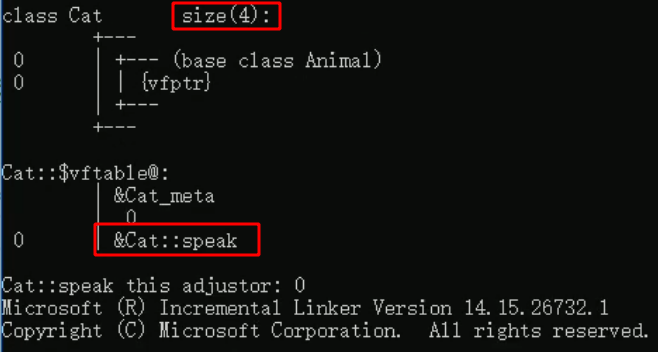 class Cat size(4):
+---
0 | +--- (base class Animal)
0 | | {vfptr}
| +---
+---
Cat::$vftable@:
| &Cat_meta
| 0
0 | &Cat::speak
Cat::speak this adjustor: 0
Microsoft (R) Incremental Linker Version 14.15.26732.1
Copyright (C) Microsoft Corporation. All rights reserved.